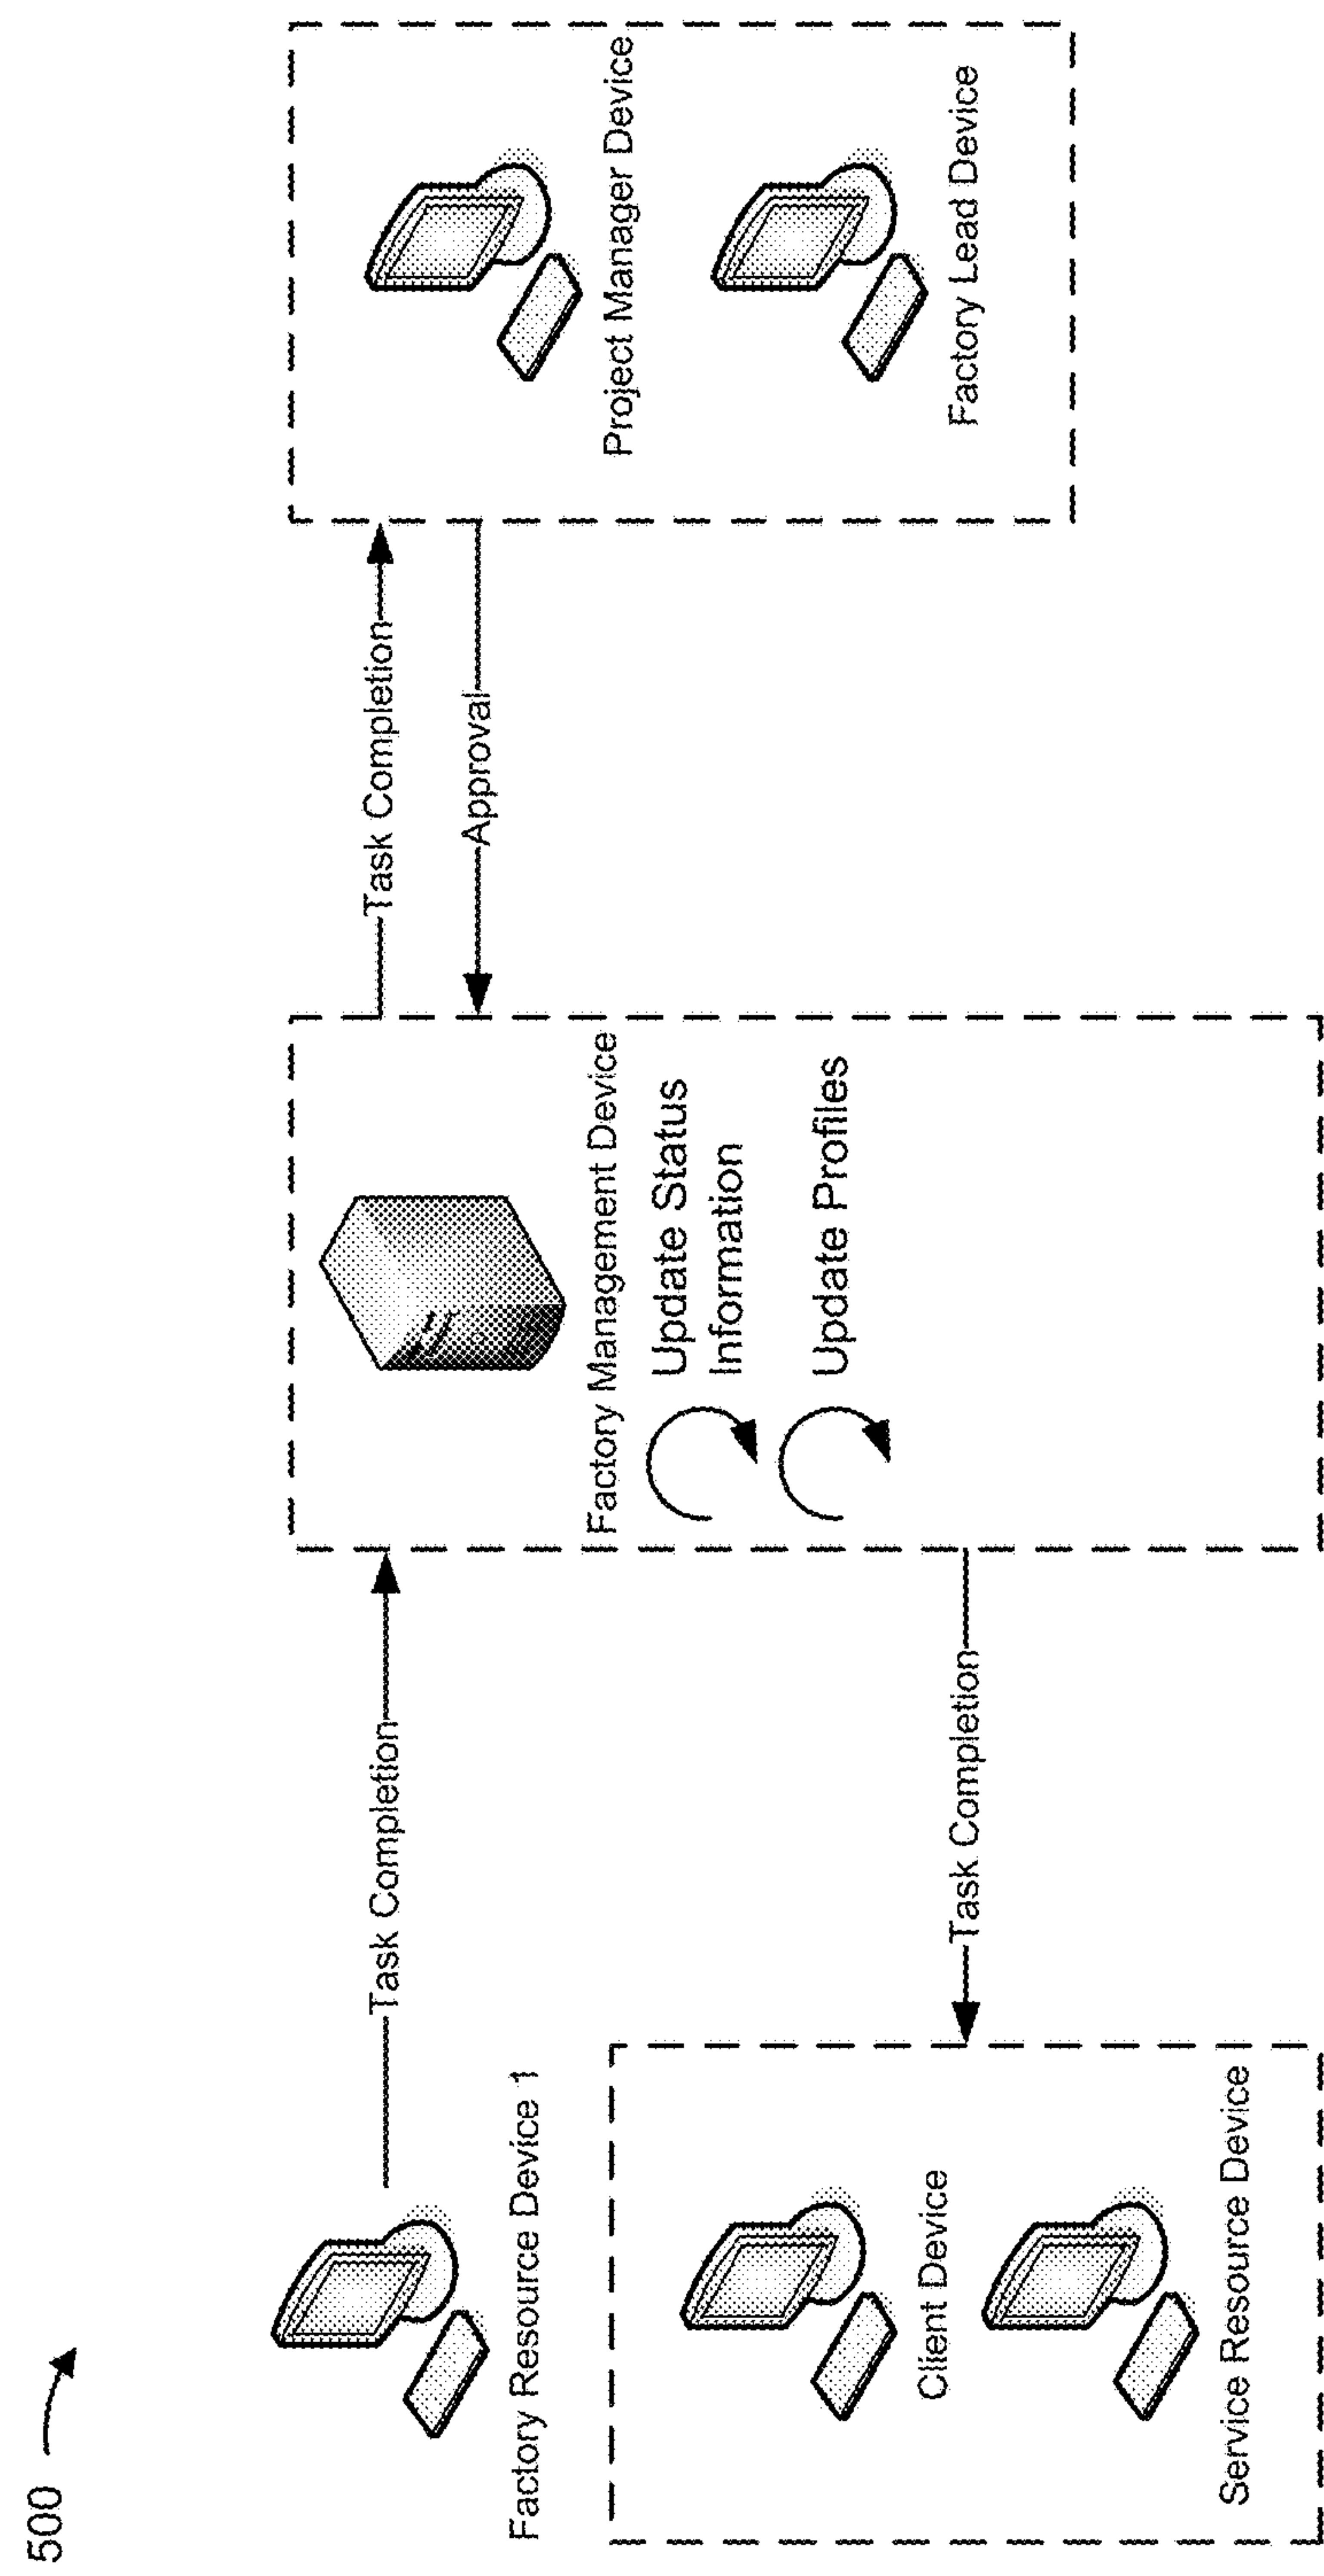 500
Factory Resource Device 1
Task Completion
Factory Management Device
Update Status
Information
Update Profiles
Task Completion
Approval
Project Manager Device
Factory Lead Device
Task Completion
Client Device
Service Resource Device